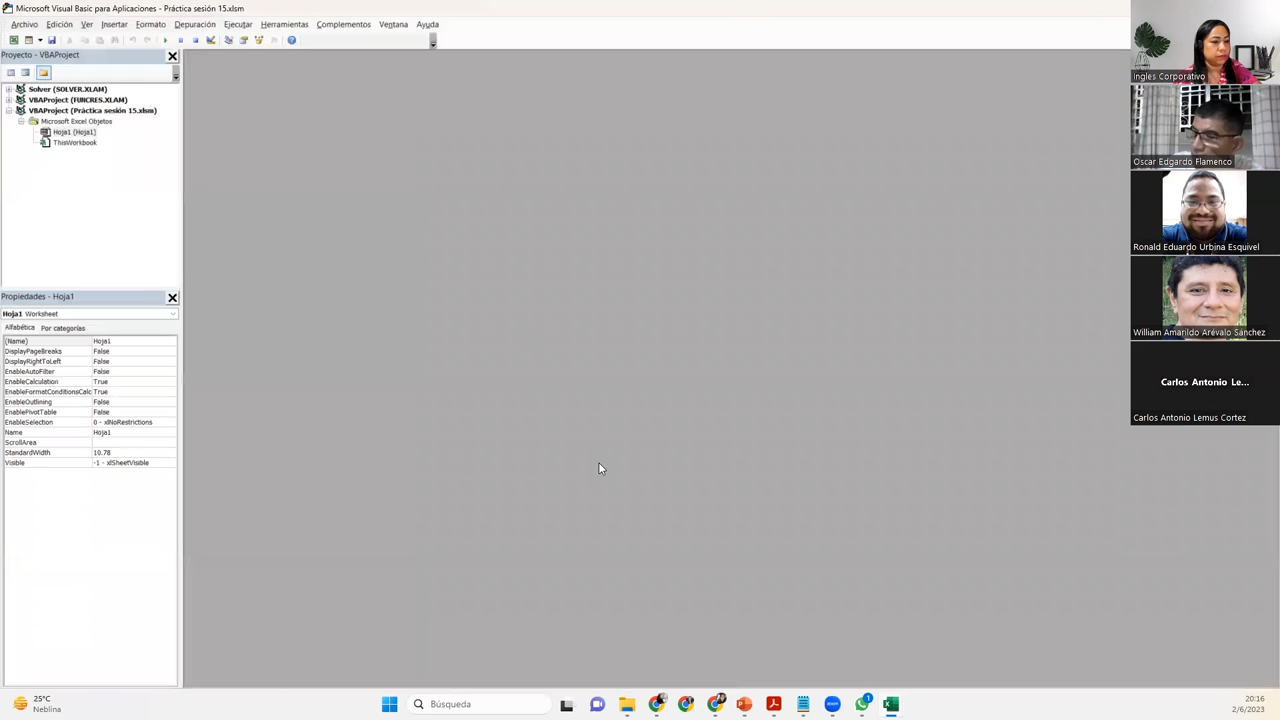 Microsoft Visual Basic para Aplicaciones - Práctica sesión 15.xlsm
Archivo Edición Ver Insertar Formato Depuración Ejecutar Herramientas Complementos Ventana Ayuda
Proyecto - VBAProject
Solver (SOLVER.XLAM)
VBAProject (FUNCRES.XLAM)
VBAProject (Práctica sesión 15.xlsm)
Microsoft Excel Objetos
Hoja1 (Hoja1)
ThisWorkbook
Propiedades - Hoja1
Hoja1 Worksheet
Alfabética Por categorías
(Name) Hoja1
DisplayPageBreaks False
DisplayRightToLeft False
EnableAutoFilter False
EnableCalculation True
EnableFormatConditionsCalc True
EnableOutlining False
EnablePivotTable False
EnableSelection 0 - xlNoRestrictions
Name Hoja1
ScrollArea
StandardWidth 10.78
Visible -1 - xlSheetVisible
Ingles Corporativo
Oscar Edgardo Flamenco
Ronald Eduardo Urbina Esquivel
William Amarildo Arévalo Sánchez
Carlos Antonio Le...
Carlos Antonio Lemus Cortez
25°C
Neblina
Búsqueda
zoom
1
20:16
2/6/2023